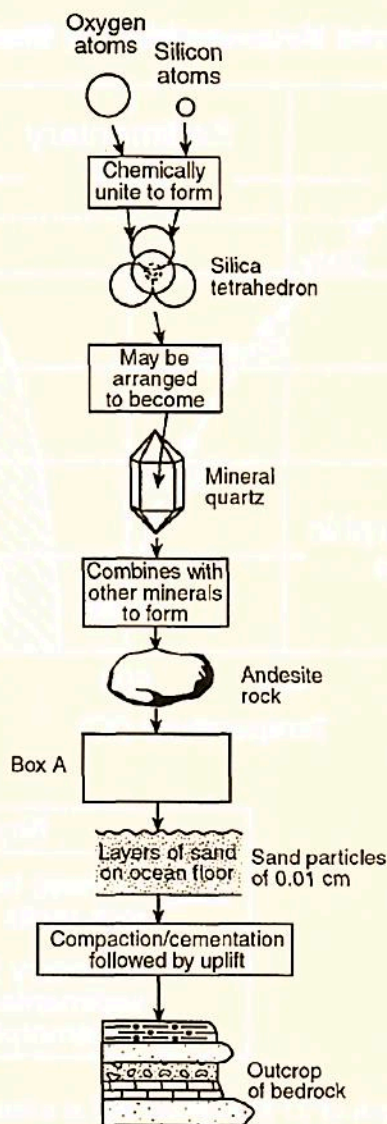 Oxygen
atoms
Silicon
atoms
Chemically
unite to form
Silica
tetrahedron
May be
arranged
to become
Mineral
quartz
Combines with
other minerals
to form
Andesite
rock
Box A
Layers of sand
on ocean floor
Sand particles
of 0.01 cm
Compaction/cementation
followed by uplift
Outcrop
of bedrock